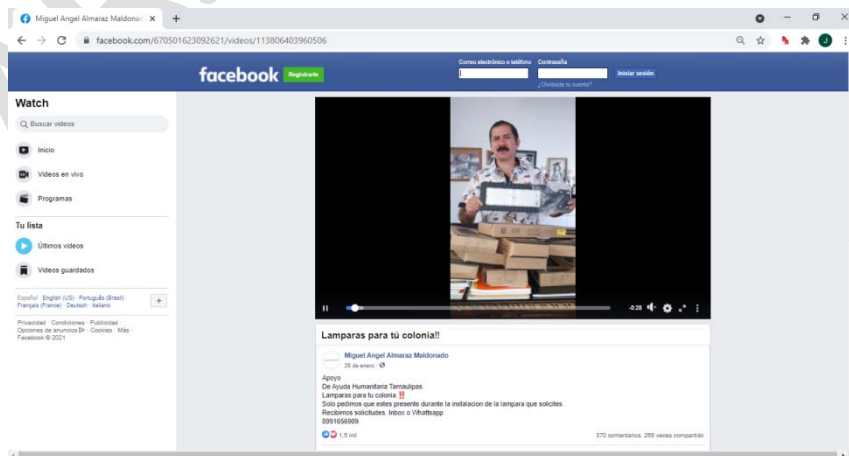 Miguel Angel Almaraz Maldona
facebook.com/670501623092621/videos/113806403960506
facebook
Registrarte
Correo electrónico o teléfono
Contraseña
Iniciar sesión
¿Olvidaste tu cuenta?
Watch
Buscar videos
Inicio
Videos en vivo
Programas
Tu lista
Últimos videos
Videos guardados
Español · English (US) · Português (Brasil) ·
Français (France) · Deutsch · Italiano
Privacidad · Condiciones · Publicidad ·
Opciones de anuncios · Cookies · Más ·
Facebook © 2021
-0:28
Lamparas para tú colonia!!
Miguel Angel Almaraz Maldonado
28 de enero ·
Apoyo
De Ayuda Humanitaria Tamaulipas
Lamparas para tu colonia ‼️
Solo pedimos que estes presente durante la instalacion de la lampara que solicites.
Recibimos solicitudes. Inbox o Whattsapp
8991656909
1,5 mil
370 comentarios 285 veces compartido